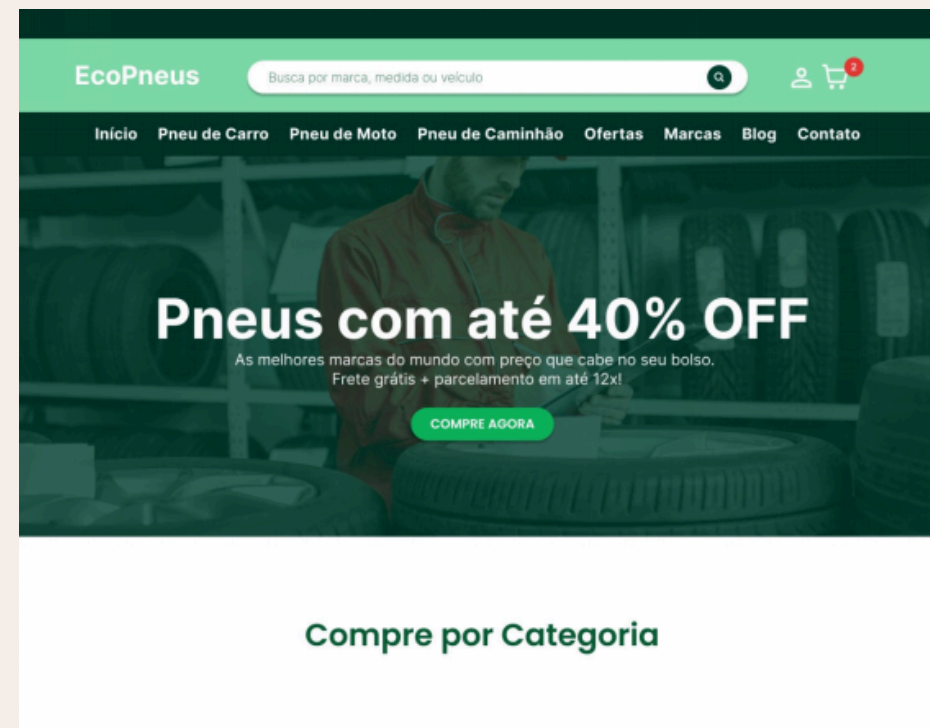 EcoPneus
Busca por marca, medida ou veículo
2
Início Pneu de Carro Pneu de Moto Pneu de Caminhão Ofertas Marcas Blog Contato
Pneus com até 40% OFF
As melhores marcas do mundo com preço que cabe no seu bolso.
Frete grátis + parcelamento em até 12x!
COMPRE AGORA
Compre por Categoria